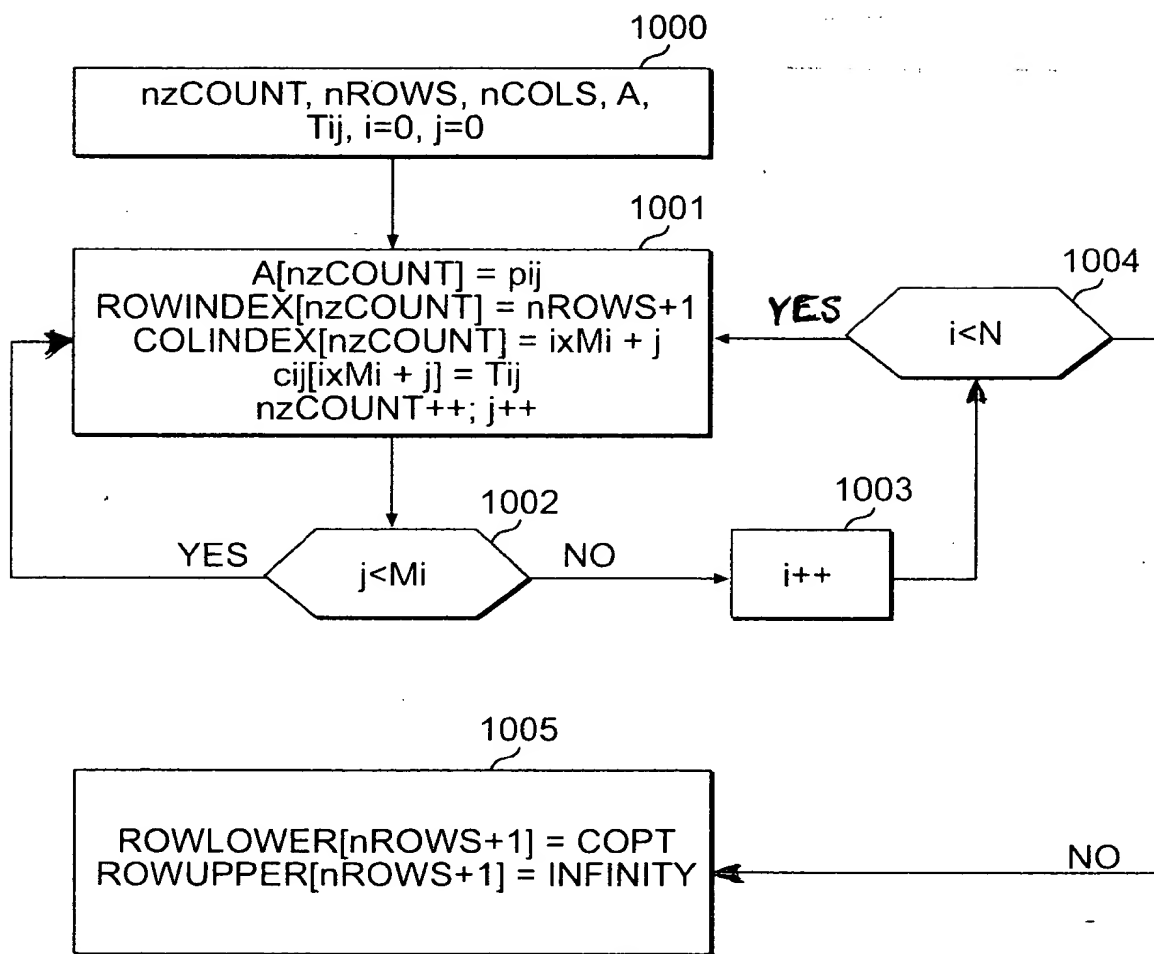 1000
nzCOUNT, nROWS, nCOLS, A,
Tij, i=0, j=0
1001
A[nzCOUNT] = pij
ROWINDEX[nzCOUNT] = nROWS+1
COLINDEX[nzCOUNT] = ixMi + j
cij[ixMi + j] = Tij
nzCOUNT++; j++
1004
YES
i<N
1002
YES
j<Mi
NO
1003
i++
1005
ROWLOWER[nROWS+1] = COPT
ROWUPPER[nROWS+1] = INFINITY
NO